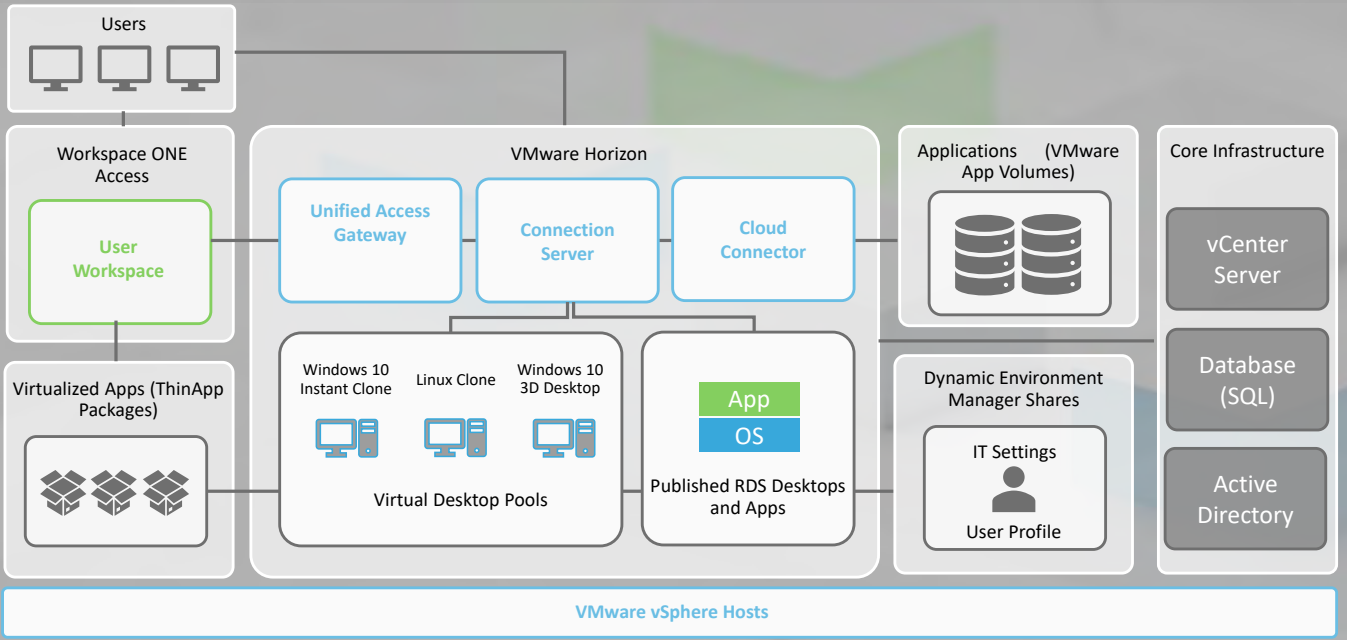 Users
Workspace ONE
Access
User
Workspace
Virtualized Apps (ThinApp
Packages)
VMware Horizon
Unified Access
Gateway
Connection
Server
Cloud
Connector
Windows 10
Instant Clone
Linux Clone
Windows 10
3D Desktop
Virtual Desktop Pools
App
OS
Published RDS Desktops
and Apps
Applications (VMware
App Volumes)
Dynamic Environment
Manager Shares
IT Settings
User Profile
Core Infrastructure
vCenter
Server
Database
(SQL)
Active
Directory
VMware vSphere Hosts